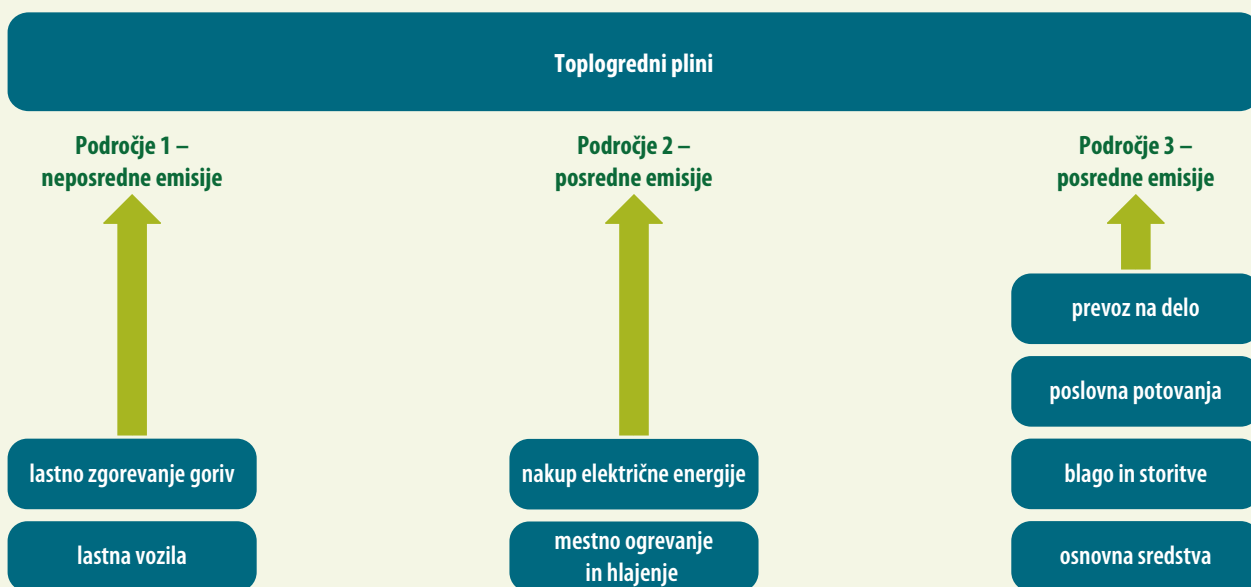 Toplogredni plini
Področje 1 –
neposredne emisije
Področje 2 –
posredne emisije
Področje 3 –
posredne emisije
prevoz na delo
poslovna potovanja
lastno zgorevanje goriv
nakup električne energije
blago in storitve
lastna vozila
mestno ogrevanje
in hlajenje
osnovna sredstva